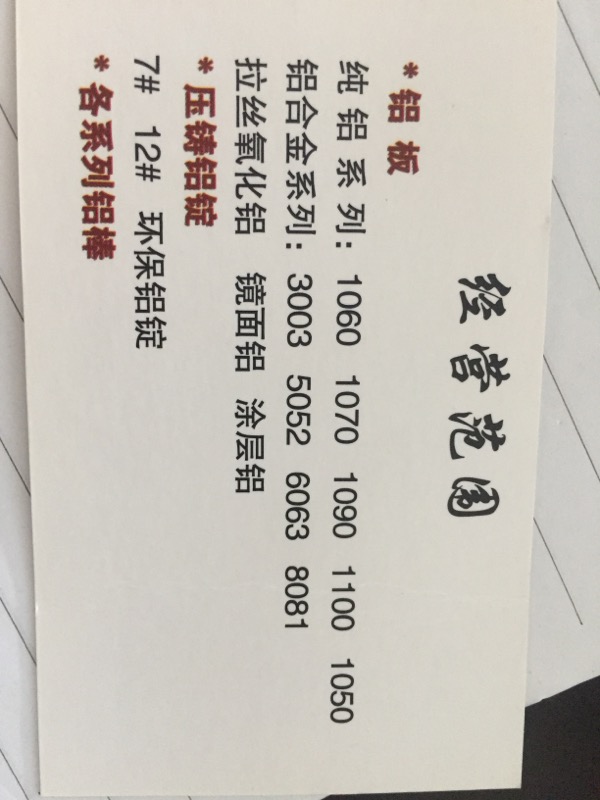 经营范围
*铝板
纯铝系列:1060 1070 1090 1100 1050
铝合金系列:3003 5052 6063 8081
拉丝氧化铝 镜面铝 涂层铝
*压铸铝锭
7# 12# 环保铝锭
*各系列铝棒